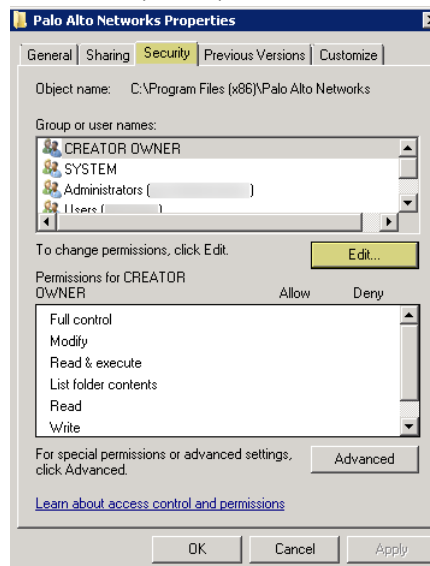 Palo Alto Networks Properties
General Sharing Security Previous Versions Customize
Object name: C:\Program Files (x86)\Palo Alto Networks
Group or user names:
CREATOR OWNER
SYSTEM
Administrators ( )
Users ( )
To change permissions, click Edit.
Edit...
Permissions for CREATOR
OWNER Allow Deny
Full control
Modify
Read & execute
List folder contents
Read
Write
For special permissions or advanced settings,
click Advanced.
Advanced
Learn about access control and permissions
OK Cancel Apply